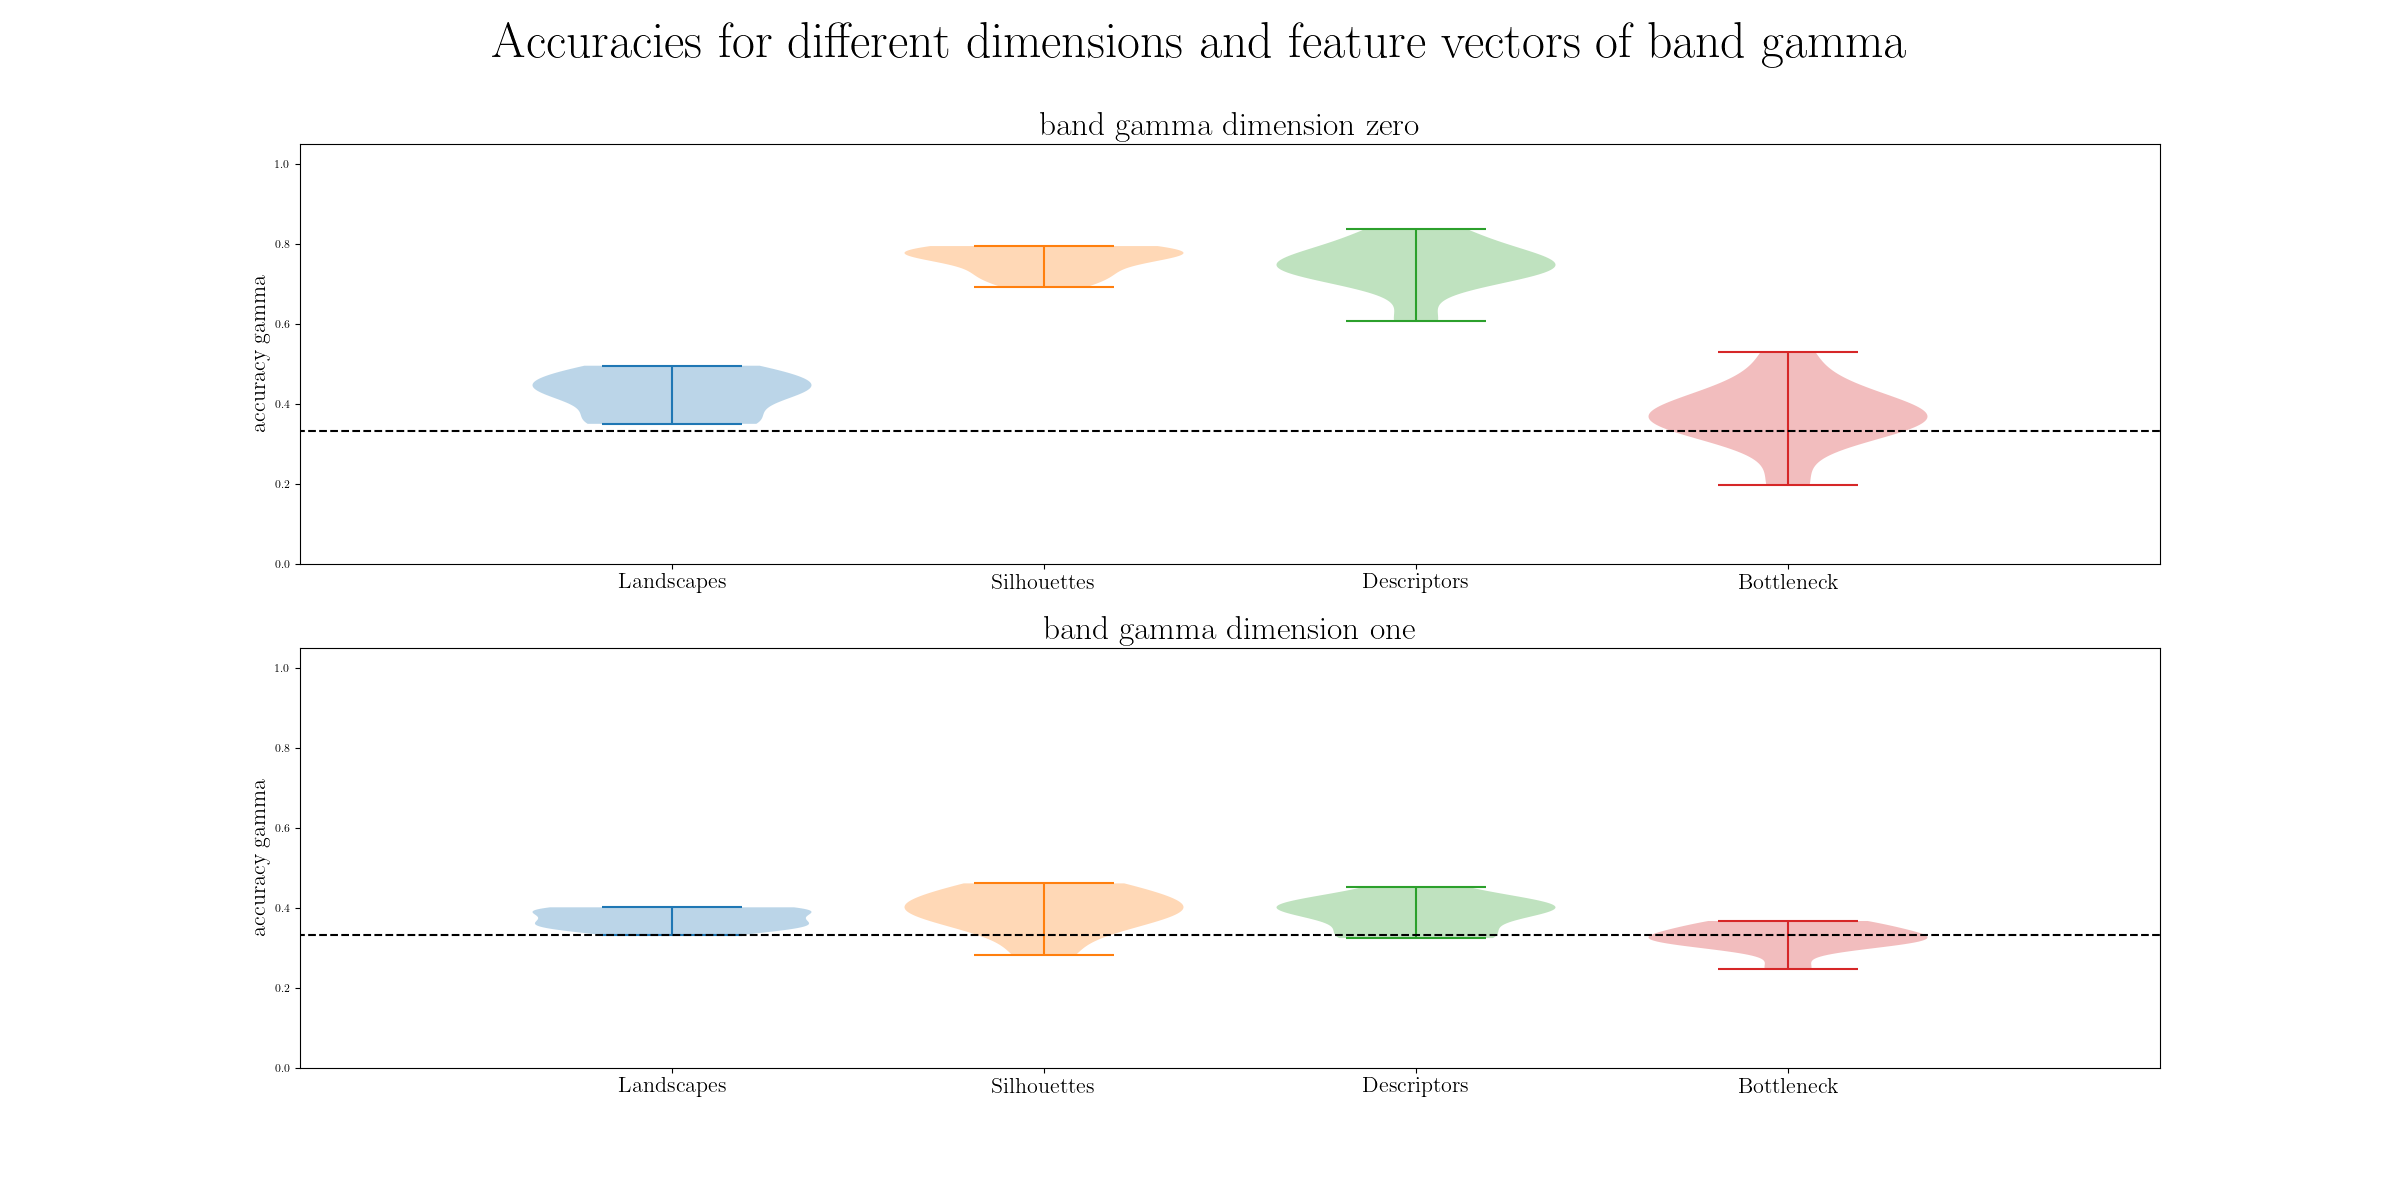 Accuracies for different dimensions and feature vectors of band gamma
band gamma dimension zero
accuracy gamma
1.0
0.8
0.6
0.4
0.2
0.0
Landscapes Silhouettes Descriptors Bottleneck
band gamma dimension one
accuracy gamma
1.0
0.8
0.6
0.4
0.2
0.0
Landscapes Silhouettes Descriptors Bottleneck